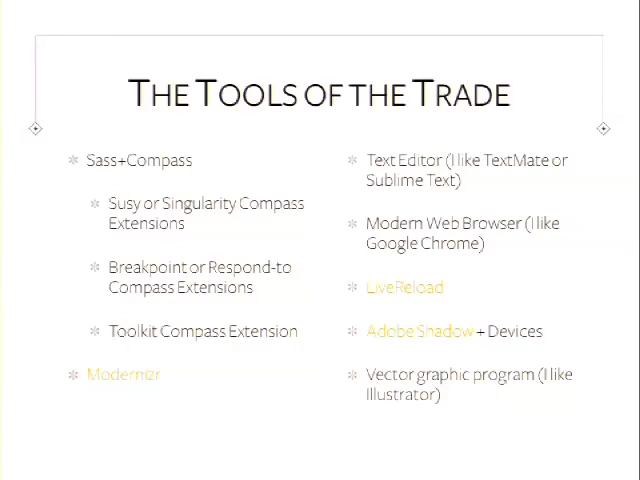 The Tools of the Trade
Sass+Compass
Susy or Singularity Compass
Extensions
Breakpoint or Respond-to
Compass Extensions
Toolkit Compass Extension
Modernizr
Text Editor (I like TextMate or
Sublime Text)
Modern Web Browser (I like
Google Chrome)
LiveReload
Adobe Shadow + Devices
Vector graphic program (I like
Illustrator)